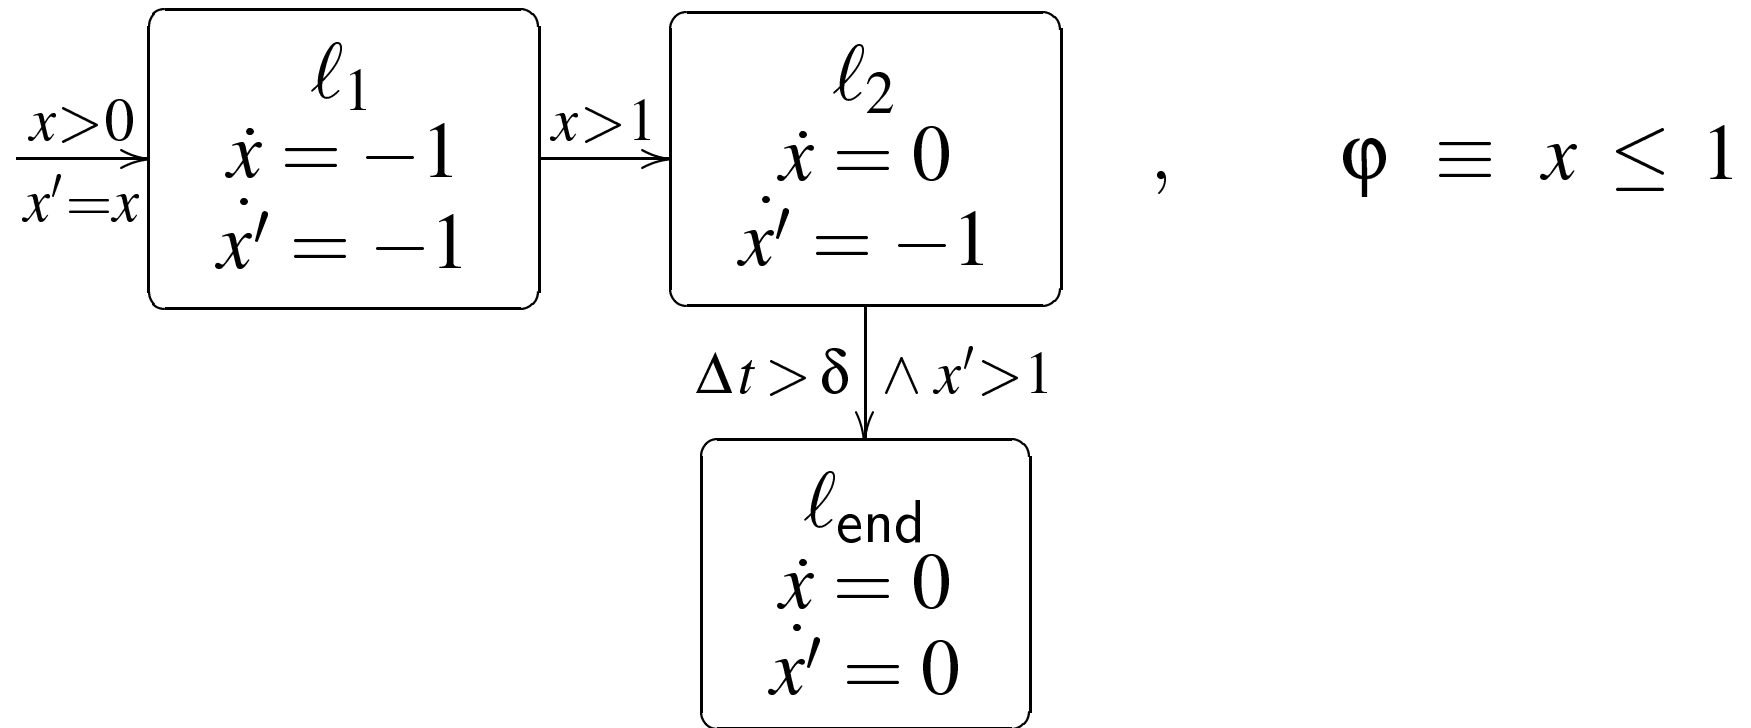 x>0
x′=x
ℓ1
ẋ = −1
ẋ′ = −1
x>1
ℓ2
ẋ = 0
ẋ′ = −1
, φ ≡ x ≤ 1
Δt > δ ∧ x′>1
ℓend
ẋ = 0
ẋ′ = 0